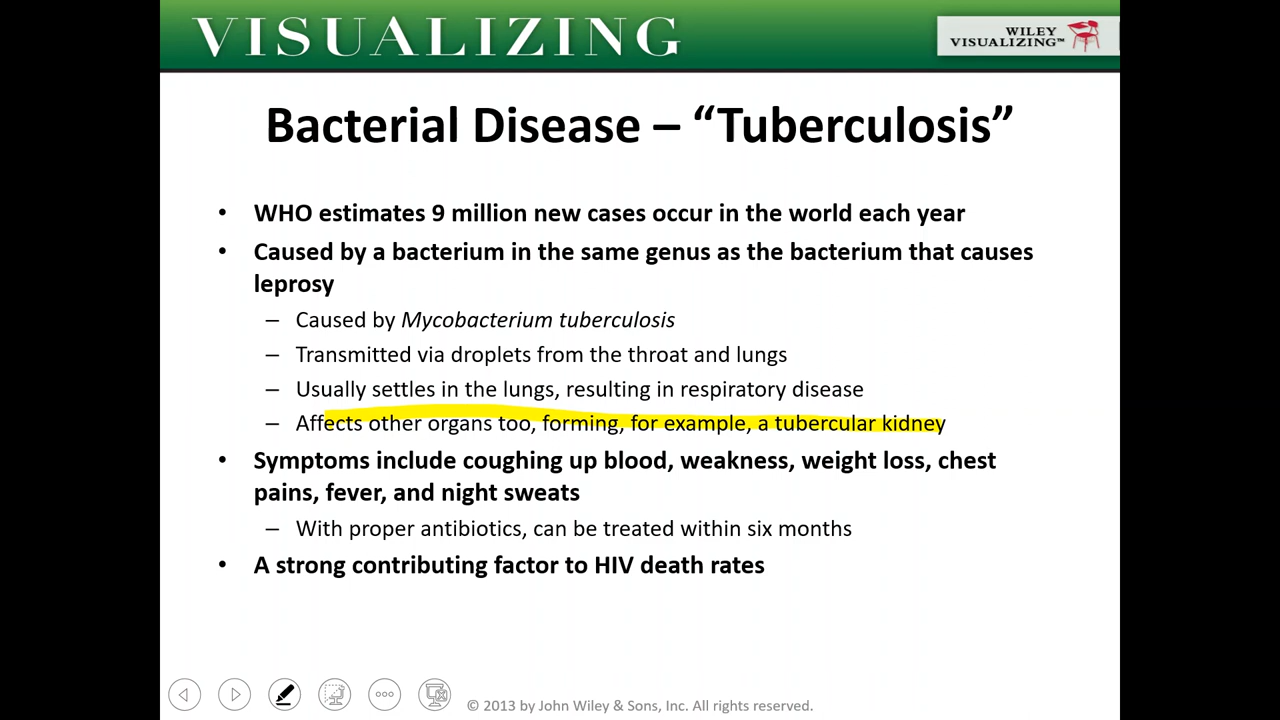 VISUALIZING
WILEY
VISUALIZING™
Bacterial Disease – “Tuberculosis”
• WHO estimates 9 million new cases occur in the world each year
• Caused by a bacterium in the same genus as the bacterium that causes
leprosy
– Caused by Mycobacterium tuberculosis
– Transmitted via droplets from the throat and lungs
– Usually settles in the lungs, resulting in respiratory disease
– Affects other organs too, forming, for example, a tubercular kidney
• Symptoms include coughing up blood, weakness, weight loss, chest
pains, fever, and night sweats
– With proper antibiotics, can be treated within six months
• A strong contributing factor to HIV death rates
© 2013 by John Wiley & Sons, Inc. All rights reserved.